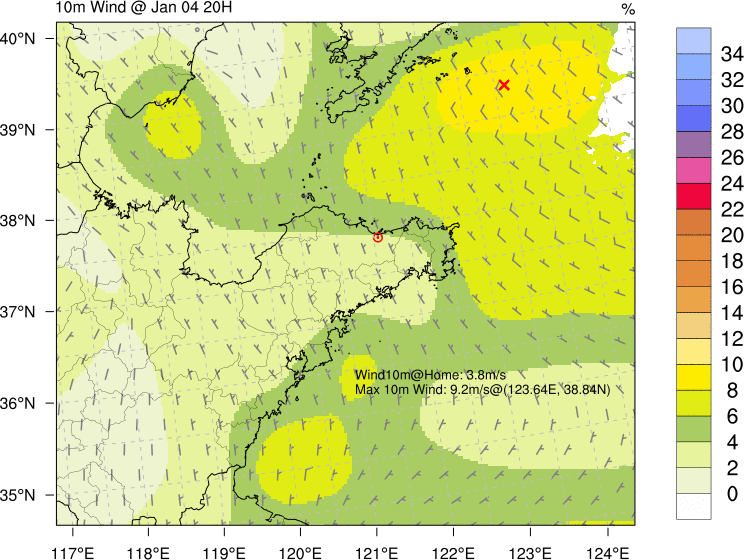 10m Wind @ Jan 04 20H
%
40°N
39°N
38°N
37°N
36°N
35°N
117°E
118°E
119°E
120°E
121°E
122°E
123°E
124°E
Wind10m@Home: 3.8m/s
Max 10m Wind: 9.2m/s@(123.64E, 38.84N)
34
32
30
28
26
24
22
20
18
16
14
12
10
8
6
4
2
0